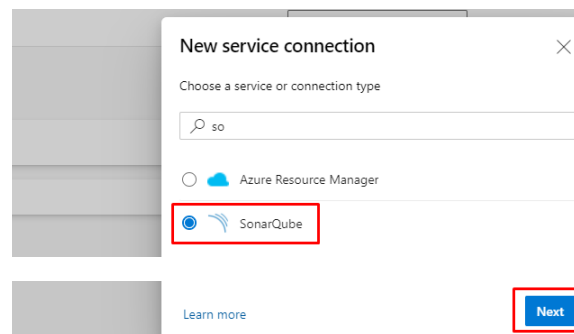 New service connection
Choose a service or connection type
so
Azure Resource Manager
SonarQube
Learn more
Next